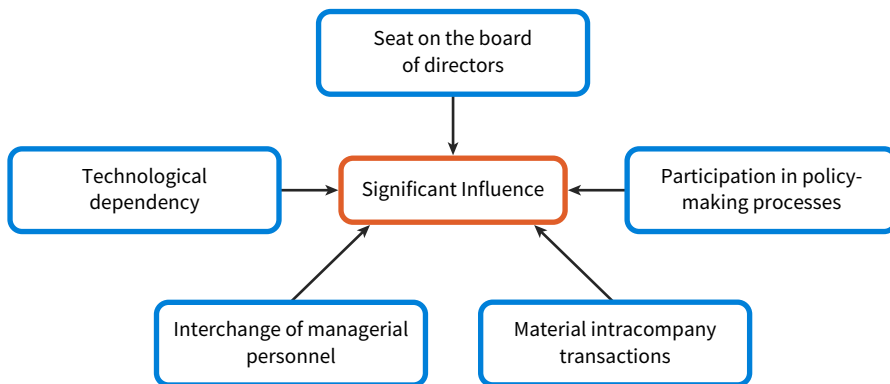 Seat on the board
of directors
Technological
dependency
Significant Influence
Participation in policy-
making processes
Interchange of managerial
personnel
Material intracompany
transactions